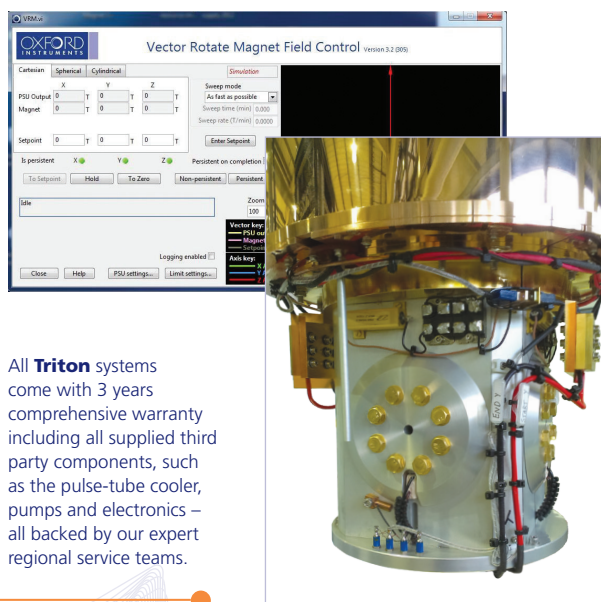 VRM.vi
OXFORD
INSTRUMENTS
Vector Rotate Magnet Field Control Version 3.2 (305)
Cartesian Spherical Cylindrical
Simulation
X Y Z
Sweep mode
PSU Output 0 T 0 T 0 T
As fast as possible
Magnet 0 T 0 T 0 T
Sweep time (min) 0.000
Sweep rate (T/min) 0.0000
Setpoint 0 T 0 T 0 T
Enter Setpoint
Is persistent X Y Z Persistent on completion
To Setpoint Hold To Zero Non-persistent Persistent
Idle
Zoom
100
Vector key:
PSU ou
Magnet
Setpoin
Logging enabled
Axis key:
X A
Y A
Z A
Close Help PSU settings... Limit settings...
END Y
All Triton systems
come with 3 years
comprehensive warranty
including all supplied third
party components, such
as the pulse-tube cooler,
pumps and electronics –
all backed by our expert
regional service teams.